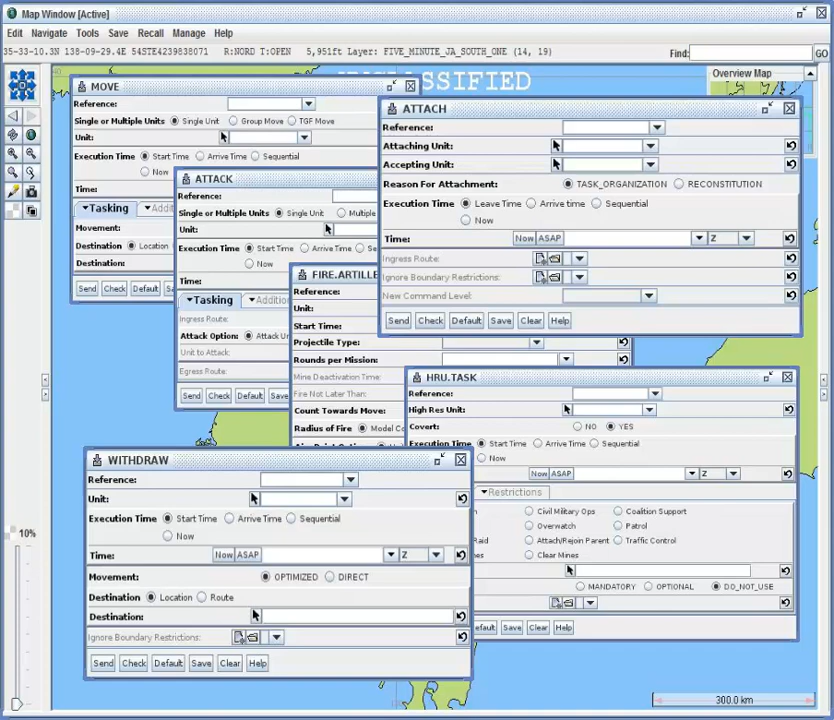 Map Window [Active]
Edit Navigate Tools Save Recall Marking Help
35-33-10.3N 138-09-29.4E 54STE4239838071 R:NORD T:OPEN 5,951ft Layer: FIVE_MINUTE_JA_SOUTH_ONE (14, 19) Find: GO
Overview Map
MOVE
Reference:
Single or Multiple Units Single Unit Group Move TGF Move
Unit:
Execution Time Start Time Arrive Time Sequential
Now
Time:
Tasking
Movement:
Destination Location
Destination:
Send Check Default
ATTACK
Reference:
Single or Multiple Units Single Unit Multiple
Unit:
Execution Time Start Time Arrive Time
Now
Time:
Tasking Addition
Ingress Route:
Attack Option: Attack Un
Unit to Attack:
Egress Route:
Send Check Default Save
FIRE.ARTILLE
Reference:
Unit:
Start Time:
Projectile Type:
Rounds per Mission:
Mine Deactivation Time:
Fire Not Later Than:
Count Towards Move:
Radius of Fire Model Co
ATTACH
Reference:
Attaching Unit:
Accepting Unit:
Reason For Attachment: TASK_ORGANIZATION RECONSTITUTION
Execution Time Leave Time Arrive time Sequential
Now
Time: Now ASAP Z
Ingress Route:
Ignore Boundary Restrictions:
New Command Level:
Send Check Default Save Clear Help
HRU.TASK
Reference:
High Res Unit:
Covert: NO YES
Execution Time Start Time Arrive Time Sequential
Now
Now ASAP Z
Restrictions
Civil Military Ops Coalition Support
Overwatch Patrol
Raid Attach/Rejoin Parent Traffic Control
Clear Mines
MANDATORY OPTIONAL DO_NOT_USE
efault Save Clear Help
WITHDRAW
Reference:
Unit:
Execution Time Start Time Arrive Time Sequential
Now
Time: Now ASAP Z
Movement: OPTIMIZED DIRECT
Destination Location Route
Destination:
Ignore Boundary Restrictions:
Send Check Default Save Clear Help
10%
300.0 km